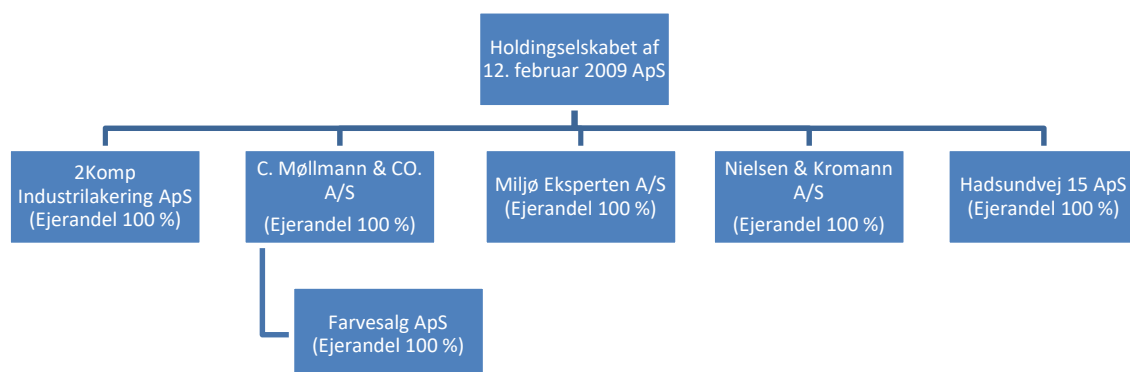 Holdingselskabet af
12. februar 2009 ApS
2Komp
Industrilakering ApS
(Ejerandel 100 %)
C. Møllmann & CO.
A/S
(Ejerandel 100 %)
Miljø Eksperten A/S
(Ejerandel 100 %)
Nielsen & Kromann
A/S
(Ejerandel 100 %)
Hadsundvej 15 ApS
(Ejerandel 100 %)
Farvesalg ApS
(Ejerandel 100 %)